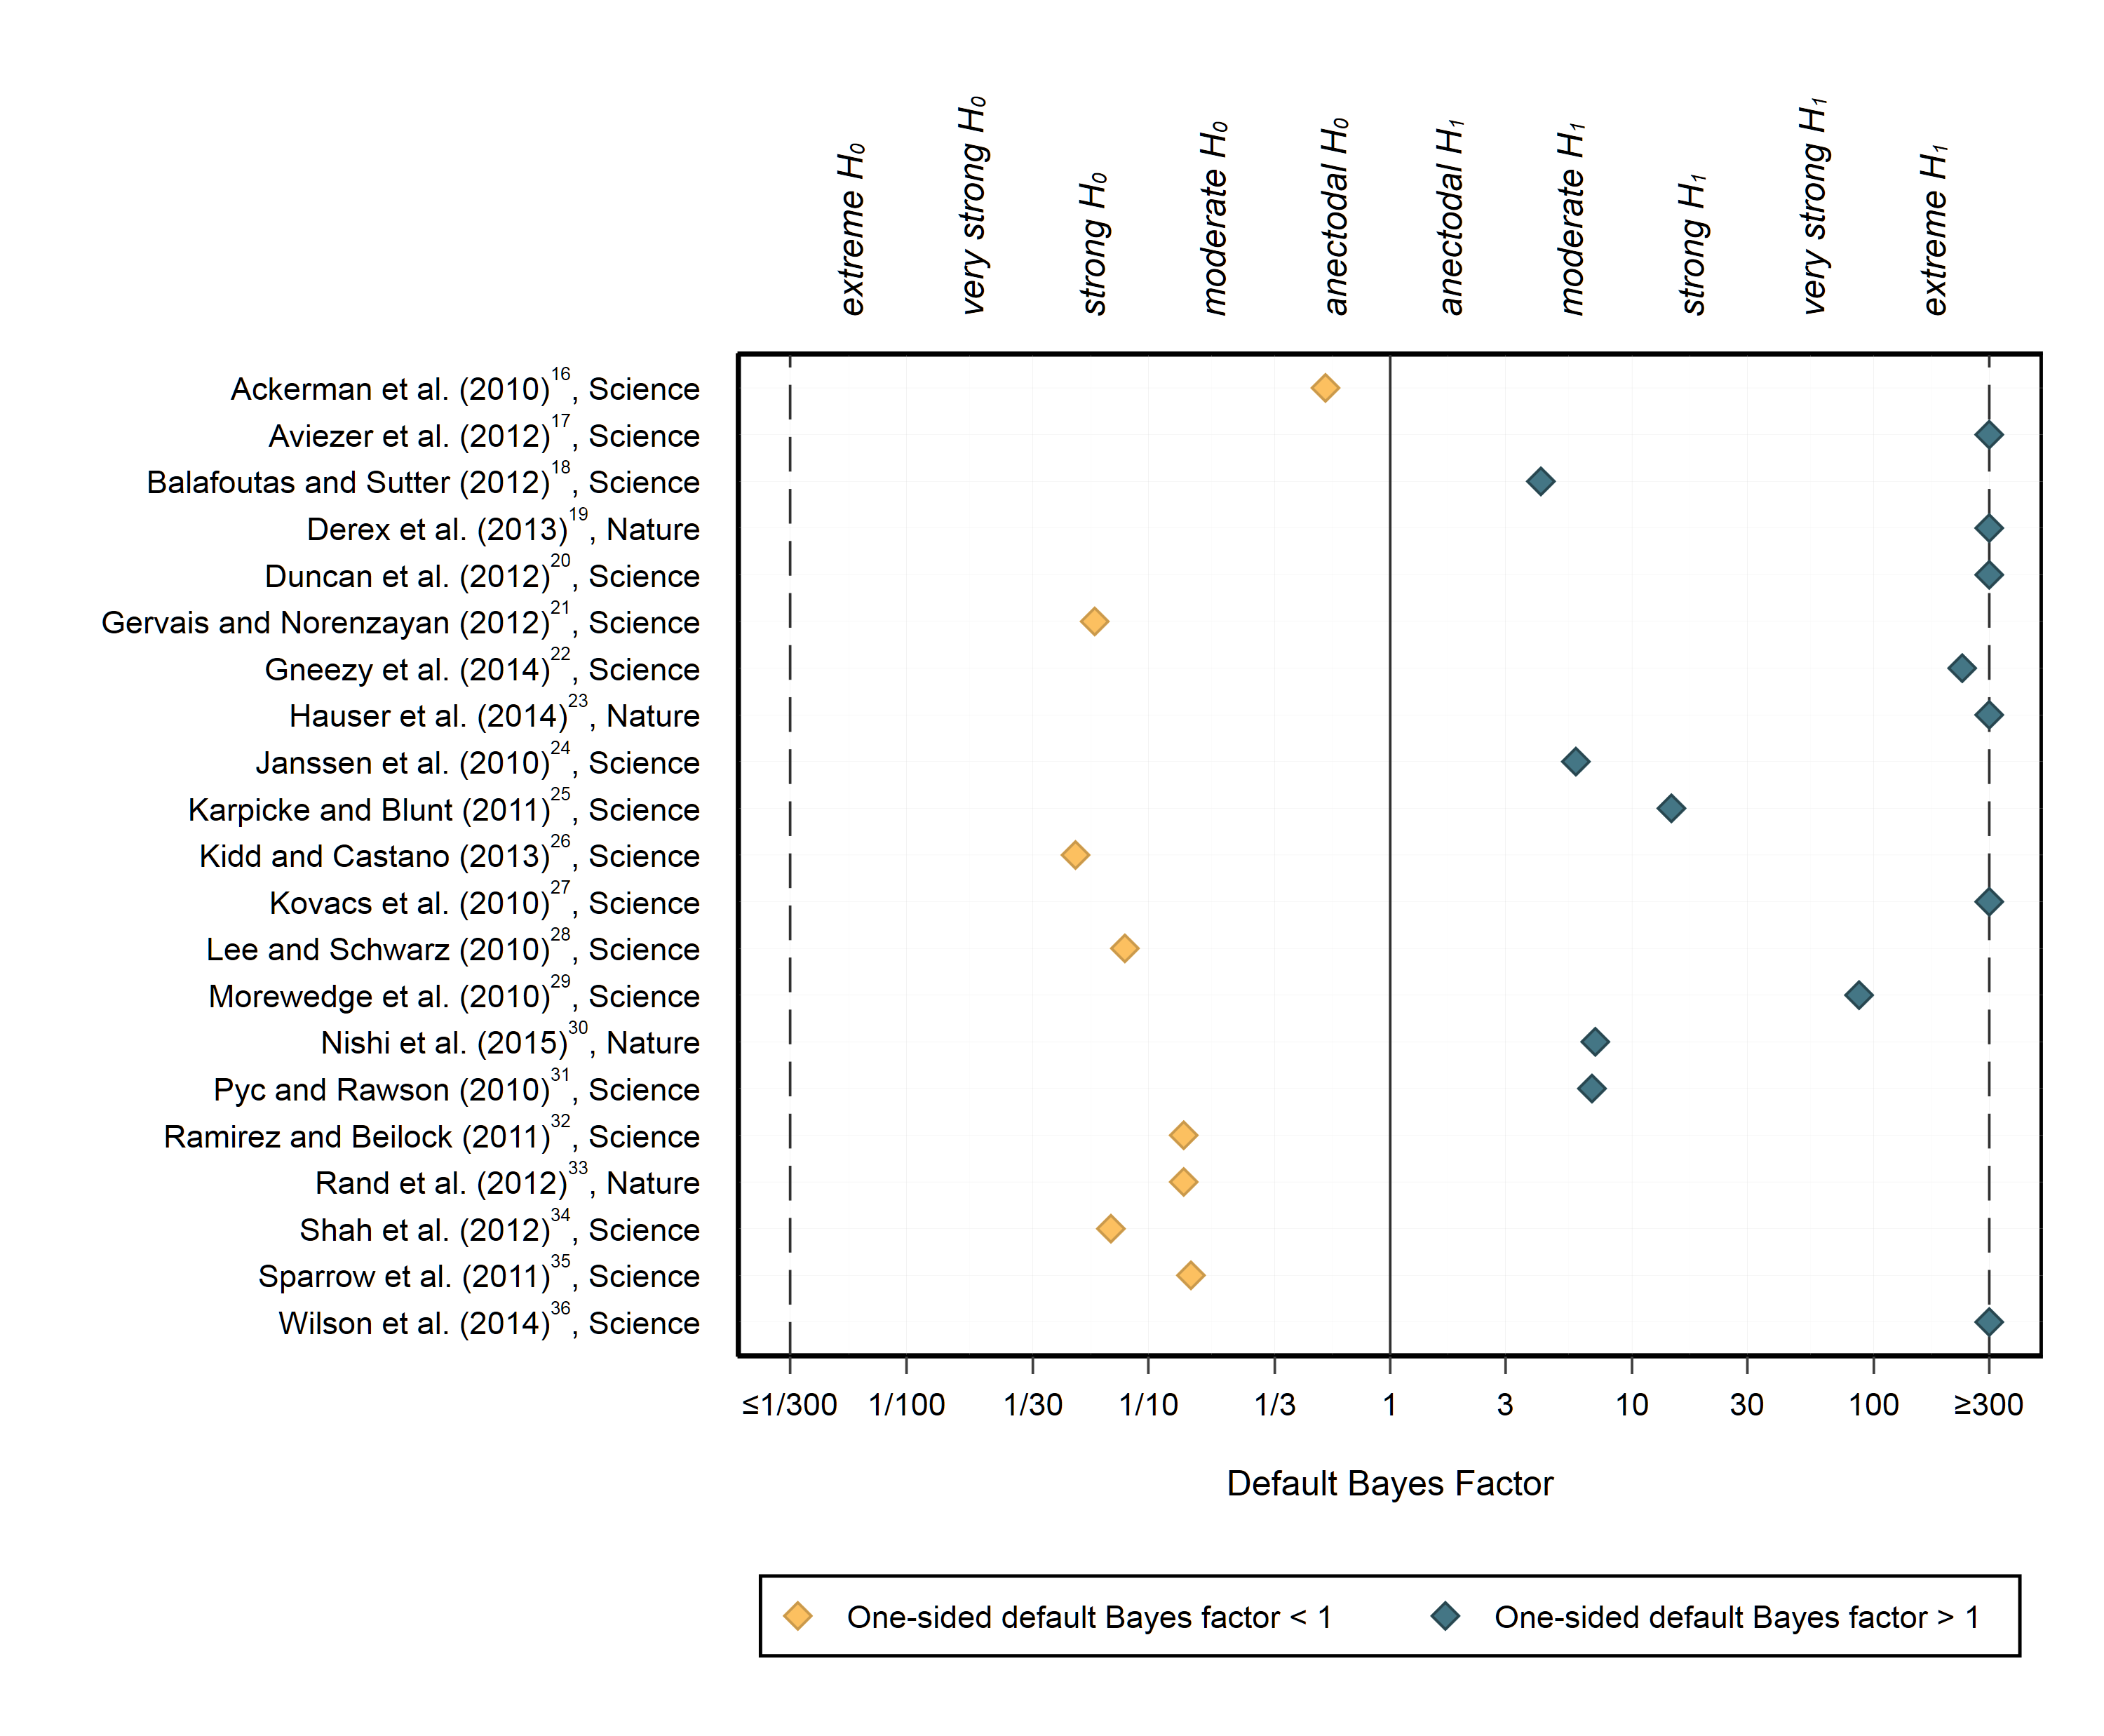 extreme H0
very strong H0
strong H0
moderate H0
anectodal H0
anectodal H1
moderate H1
strong H1
very strong H1
extreme H1
Ackerman et al. (2010)16, Science
Aviezer et al. (2012)17, Science
Balafoutas and Sutter (2012)18, Science
Derex et al. (2013)19, Nature
Duncan et al. (2012)20, Science
Gervais and Norenzayan (2012)21, Science
Gneezy et al. (2014)22, Science
Hauser et al. (2014)23, Nature
Janssen et al. (2010)24, Science
Karpicke and Blunt (2011)25, Science
Kidd and Castano (2013)26, Science
Kovacs et al. (2010)27, Science
Lee and Schwarz (2010)28, Science
Morewedge et al. (2010)29, Science
Nishi et al. (2015)30, Nature
Pyc and Rawson (2010)31, Science
Ramirez and Beilock (2011)32, Science
Rand et al. (2012)33, Nature
Shah et al. (2012)34, Science
Sparrow et al. (2011)35, Science
Wilson et al. (2014)36, Science
≤1/300 1/100 1/30 1/10 1/3 1 3 10 30 100 ≥300
Default Bayes Factor
One-sided default Bayes factor < 1 One-sided default Bayes factor > 1